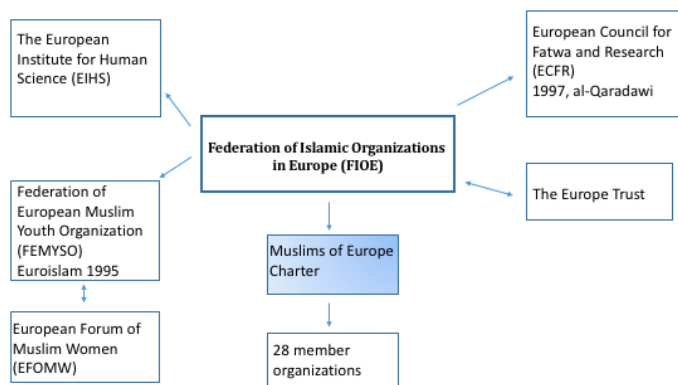 The European
Institute for Human
Science (EIHS)
European Council for
Fatwa and Research
(ECFR)
1997, al-Qaradawi
Federation of Islamic Organizations
in Europe (FIOE)
Federation of
European Muslim
Youth Organization
(FEMYSO)
Euroislam 1995
The Europe Trust
Muslims of Europe
Charter
European Forum of
Muslim Women
(EFOMW)
28 member
organizations